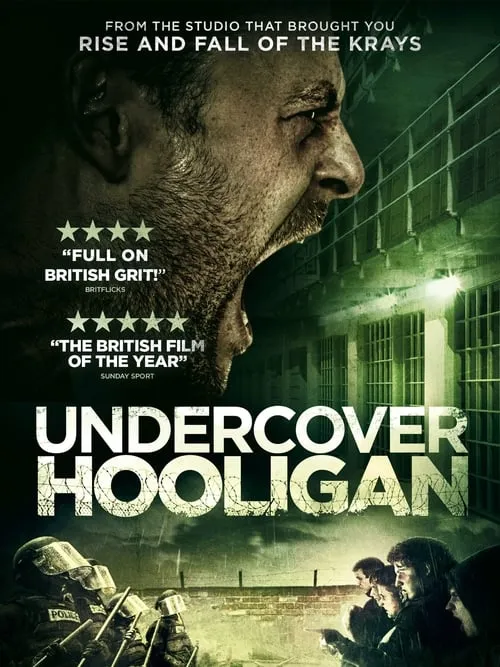 FROM THE STUDIO THAT BROUGHT YOU
RISE AND FALL OF THE KRAYS
“FULL ON
BRITISH GRIT!”
BRITFLICKS
“THE BRITISH FILM
OF THE YEAR”
SUNDAY SPORT
UNDERCOVER
HOOLIGAN
POLICE